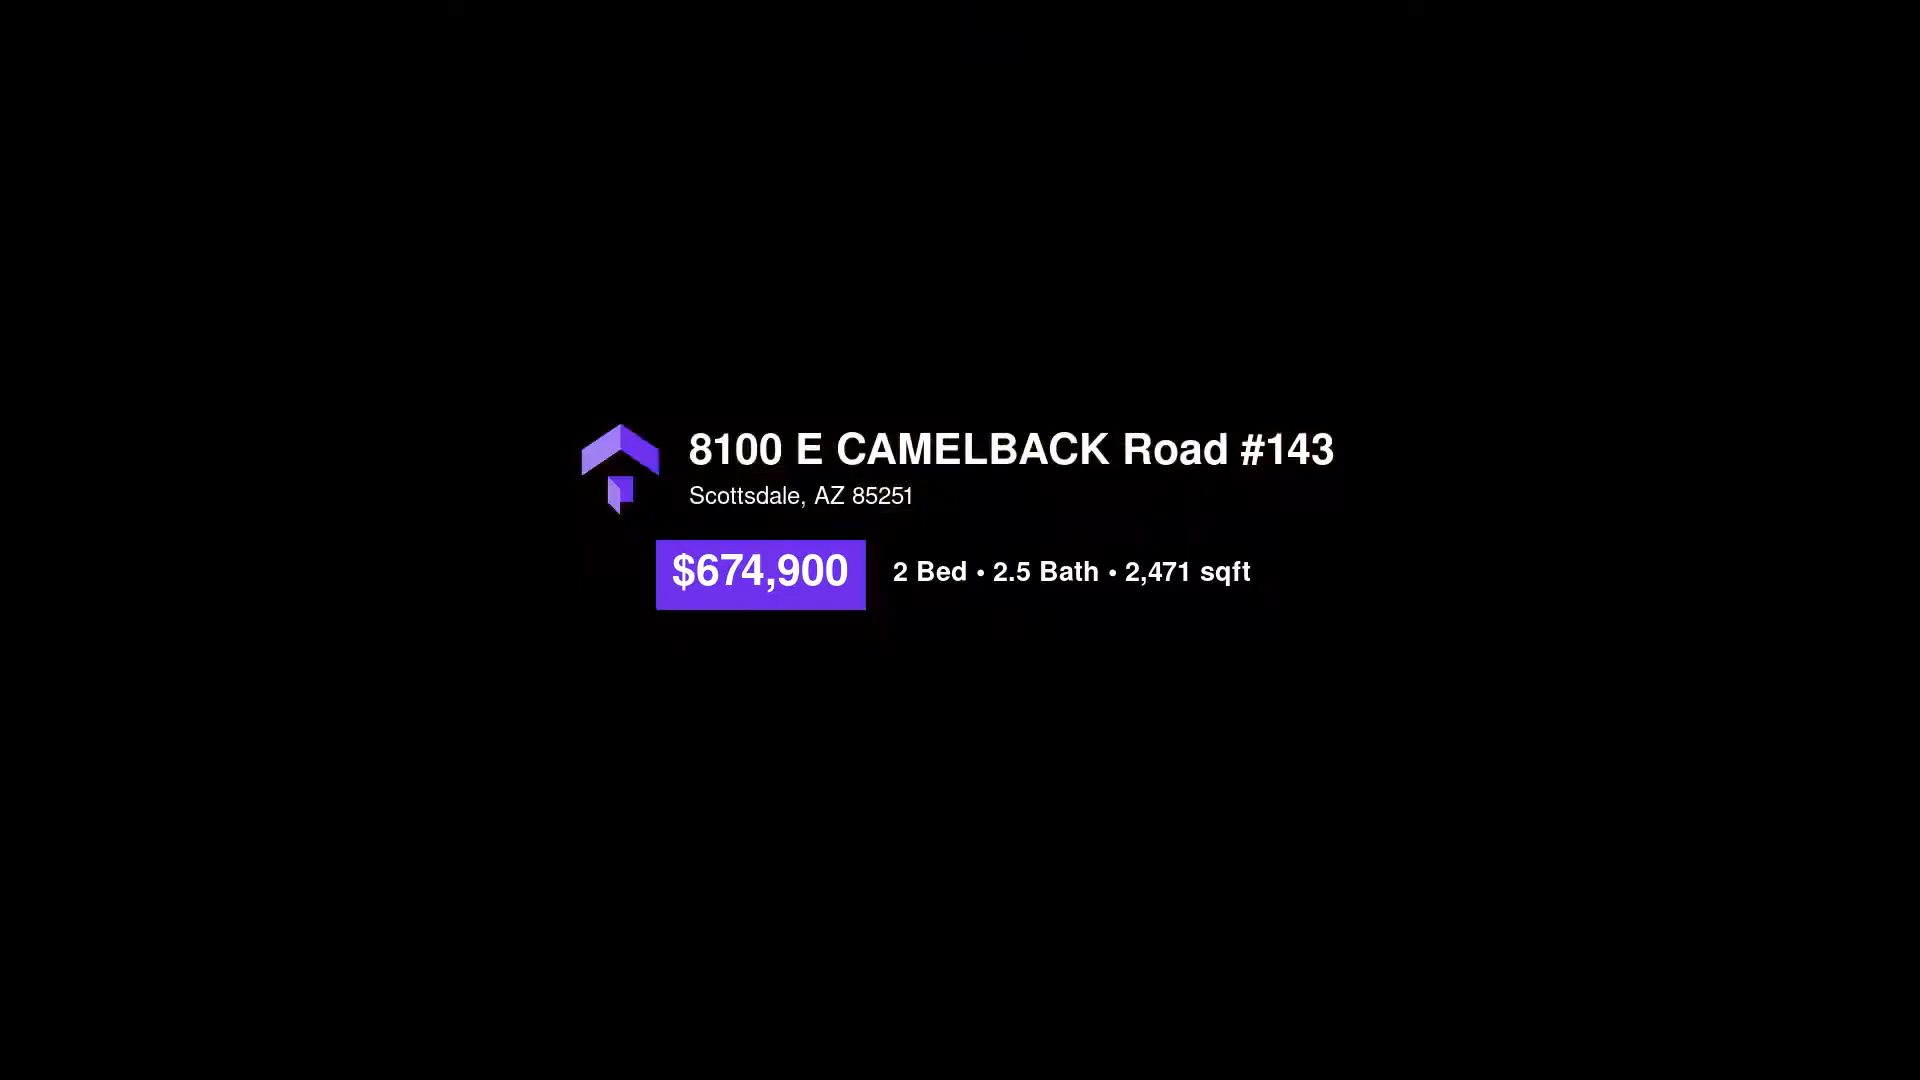 8100 E CAMELBACK Road #143
Scottsdale, AZ 85251
$674,900 2 Bed • 2.5 Bath • 2,471 sqft